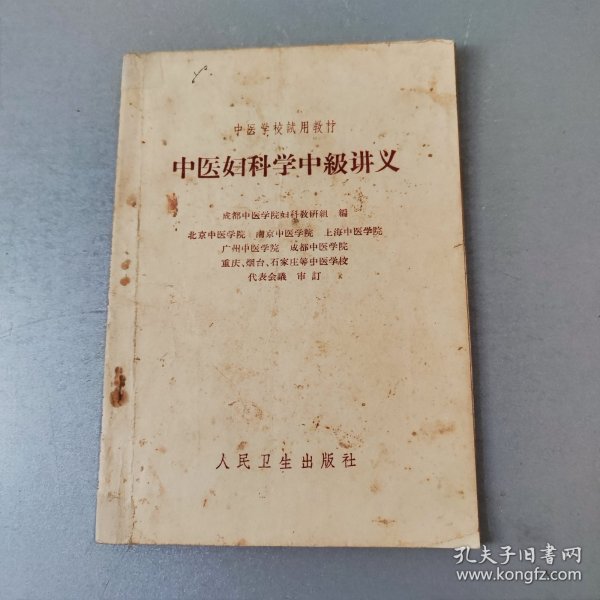 中医学校試用教材
中医妇科学中級讲义
成都中医学院妇科教研組 編
北京中医学院 南京中医学院 上海中医学院
广州中医学院 成都中医学院
重庆、烟台、石家庄等中医学校
代表会議 审訂
人民卫生出版社
孔夫子旧书网
www.kongfz.com